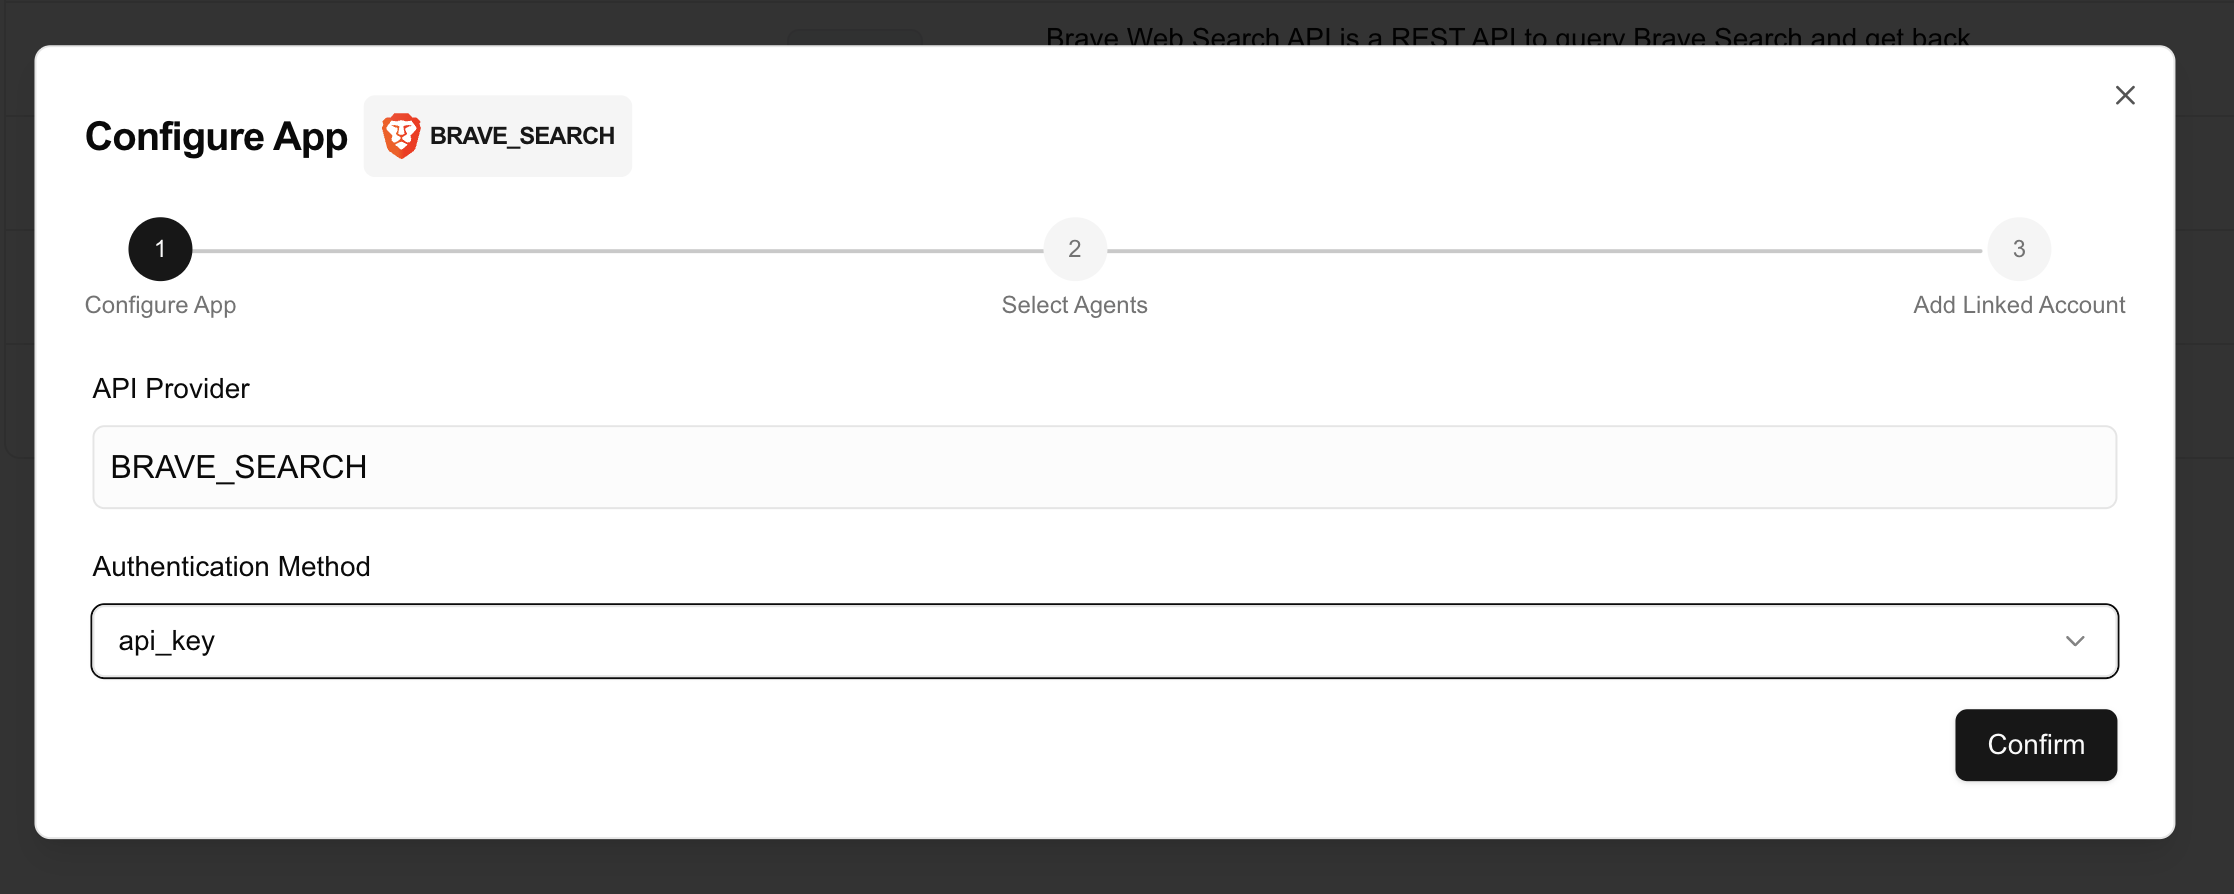 Brave Web Search API is a REST API to query Brave Search and get back
Configure App
BRAVE_SEARCH
1
2
3
Configure App
Select Agents
Add Linked Account
API Provider
BRAVE_SEARCH
Authentication Method
api_key
Confirm